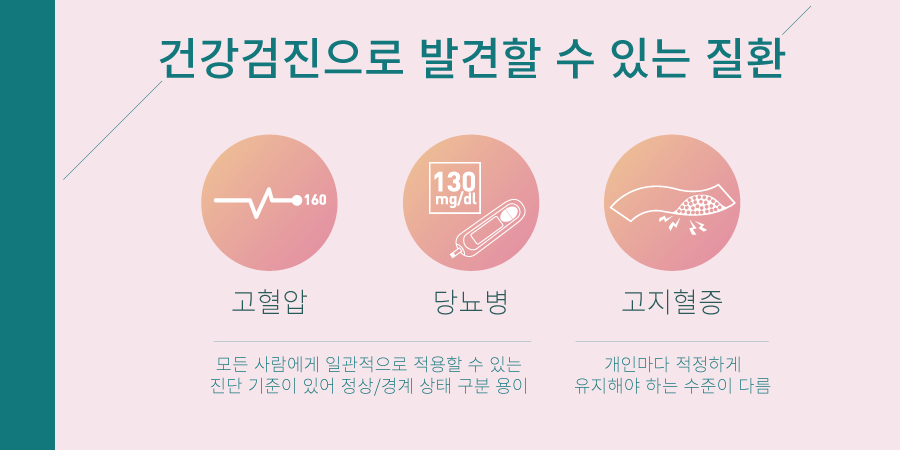 건강검진으로 발견할 수 있는 질환
160
130
mg/dl
고혈압
당뇨병
고지혈증
모든 사람에게 일관적으로 적용할 수 있는
진단 기준이 있어 정상/경계 상태 구분 용이
개인마다 적정하게
유지해야 하는 수준이 다름